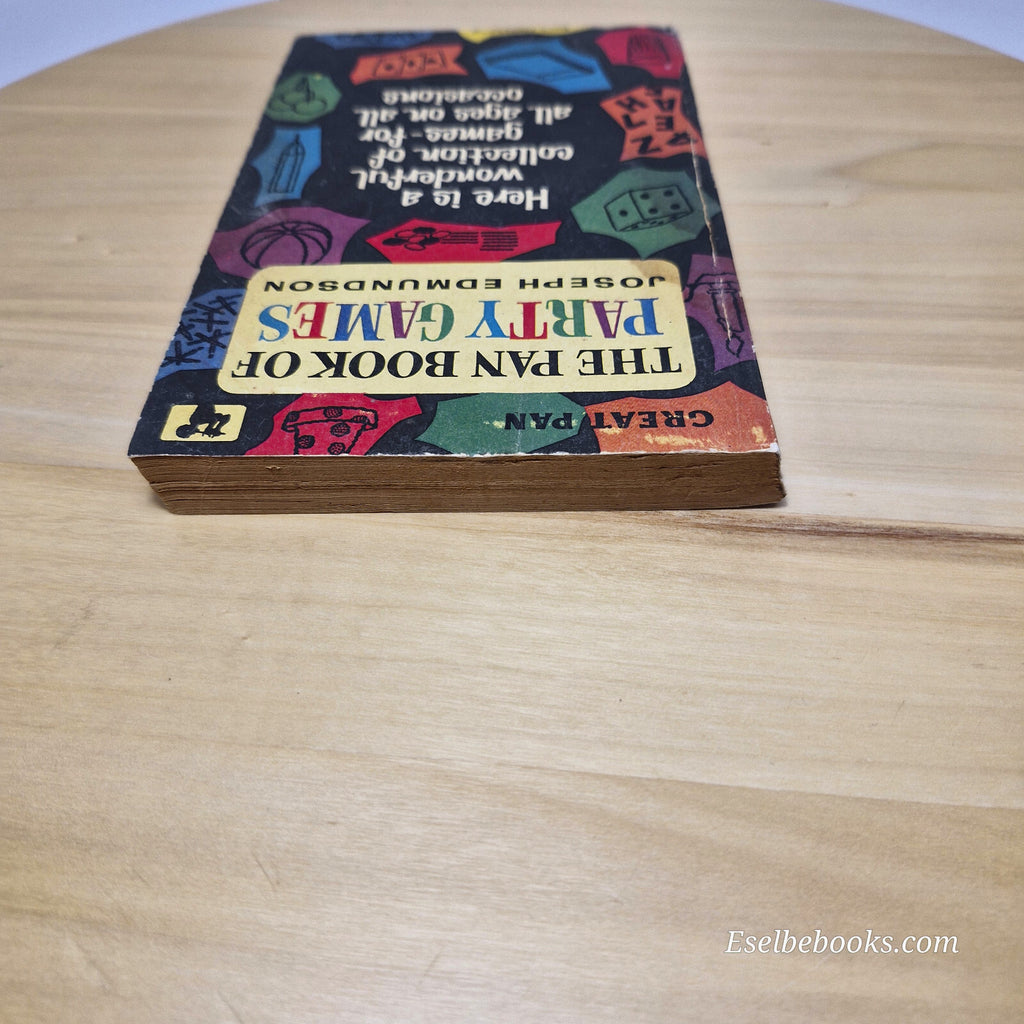 GREAT PAN
THE PAN BOOK OF
PARTY GAMES
JOSEPH EDMUNDSON
Here is a
wonderful
collection of
games - for
all ages on all
occasions
Eselbebooks.com